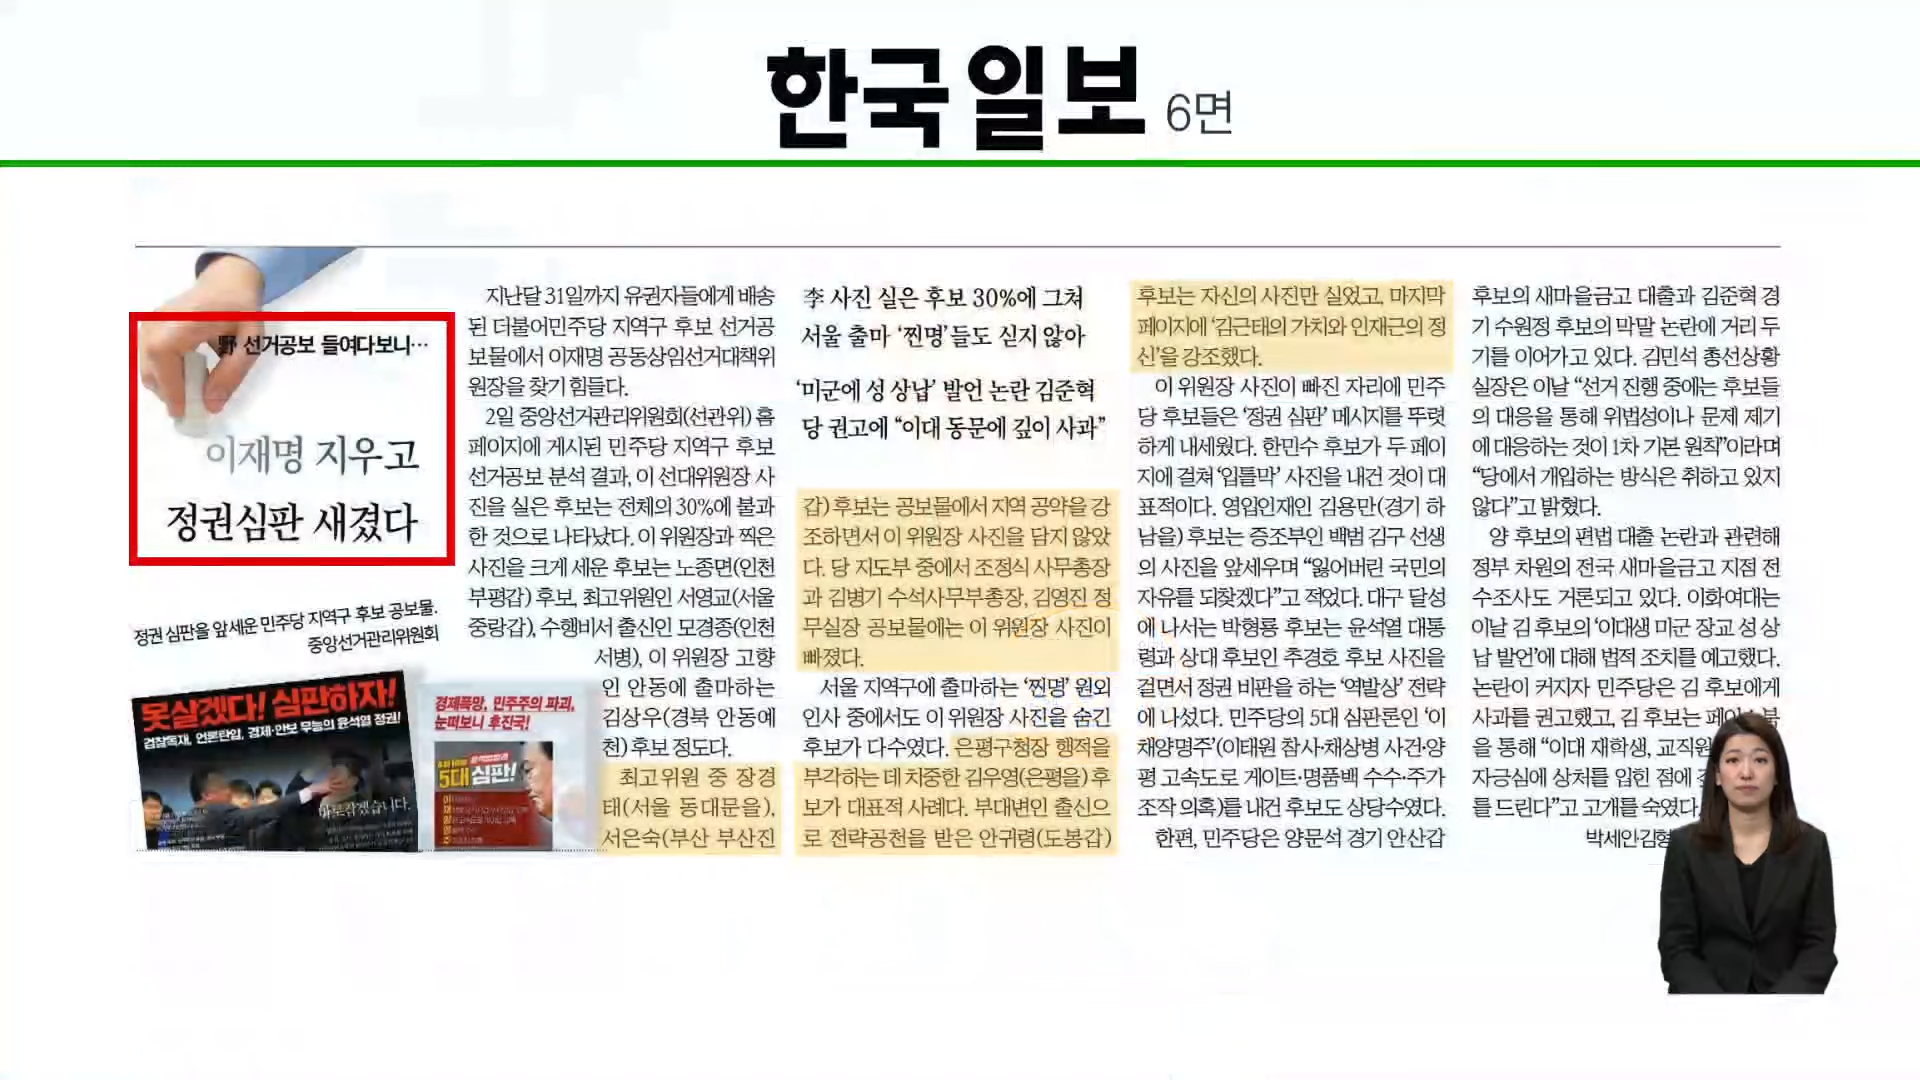 한국일보 6면
野 선거공보 들여다보니…
이재명 지우고
정권심판 새겼다
정권 심판을 앞세운 민주당 지역구 후보 공보물.
중앙선거관리위원회
못살겠다! 심판하자!
검찰독재, 언론탄압, 경제·안보 무능의 윤석열 정권!
바로잡겠습니다.
경제폭망, 민주주의 파괴,
눈떠보니 후진국!
5대 심판!
지난달 31일까지 유권자들에게 배송
된 더불어민주당 지역구 후보 선거공
보물에서 이재명 공동상임선거대책위
원장을 찾기 힘들다.
2일 중앙선거관리위원회(선관위) 홈
페이지에 게시된 민주당 지역구 후보
선거공보 분석 결과, 이 선대위원장 사
진을 실은 후보는 전체의 30%에 불과
한 것으로 나타났다. 이 위원장과 찍은
사진을 크게 세운 후보는 노종면(인천
부평갑) 후보, 최고위원인 서영교(서울
중랑갑), 수행비서 출신인 모경종(인천
서병), 이 위원장 고향
인 안동에 출마하는
김상우(경북 안동예
천) 후보 정도다.
최고위원 중 장경
태(서울 동대문을),
서은숙(부산 부산진
李 사진 실은 후보 30%에 그쳐
서울 출마 ‘찐명’들도 싣지 않아
‘미군에 성 상납’ 발언 논란 김준혁
당 권고에 “이대 동문에 깊이 사과”
갑) 후보는 공보물에서 지역 공약을 강
조하면서 이 위원장 사진을 담지 않았
다. 당 지도부 중에서 조정식 사무총장
과 김병기 수석사무부총장, 김영진 정
무실장 공보물에는 이 위원장 사진이
빠졌다.
서울 지역구에 출마하는 ‘찐명’ 원외
인사 중에서도 이 위원장 사진을 숨긴
후보가 다수였다. 은평구청장 행적을
부각하는 데 치중한 김우영(은평을) 후
보가 대표적 사례다. 부대변인 출신으
로 전략공천을 받은 안귀령(도봉갑)
후보는 자신의 사진만 실었고, 마지막
페이지에 ‘김근태의 가치와 인재근의 정
신’을 강조했다.
이 위원장 사진이 빠진 자리에 민주
당 후보들은 ‘정권 심판’ 메시지를 뚜렷
하게 내세웠다. 한민수 후보가 두 페이
지에 걸쳐 ‘입틀막’ 사진을 내건 것이 대
표적이다. 영입인재인 김용만(경기 하
남을) 후보는 증조부인 백범 김구 선생
의 사진을 앞세우며 “잃어버린 국민의
자유를 되찾겠다”고 적었다. 대구 달성
에 나서는 박형룡 후보는 윤석열 대통
령과 상대 후보인 추경호 후보 사진을
걸면서 정권 비판을 하는 ‘역발상’ 전략
에 나섰다. 민주당의 5대 심판론인 ‘이
채양명주’(이태원 참사·채상병 사건·양
평 고속도로 게이트·명품백 수수·주가
조작 의혹)를 내건 후보도 상당수였다.
한편, 민주당은 양문석 경기 안산갑
후보의 새마을금고 대출과 김준혁 경
기 수원정 후보의 막말 논란에 거리 두
기를 이어가고 있다. 김민석 총선상황
실장은 이날 “선거 진행 중에는 후보들
의 대응을 통해 위법성이나 문제 제기
에 대응하는 것이 1차 기본 원칙”이라며
“당에서 개입하는 방식은 취하고 있지
않다”고 밝혔다.
양 후보의 편법 대출 논란과 관련해
정부 차원의 전국 새마을금고 지점 전
수조사도 거론되고 있다. 이화여대는
이날 김 후보의 ‘이대생 미군 장교 성 상
납 발언’에 대해 법적 조치를 예고했다.
논란이 커지자 민주당은 김 후보에게
사과를 권고했고, 김 후보는 페이스북
을 통해 “이대 재학생, 교직원
자긍심에 상처를 입힌 점에
를 드린다”고 고개를 숙였다.
박세인·김형